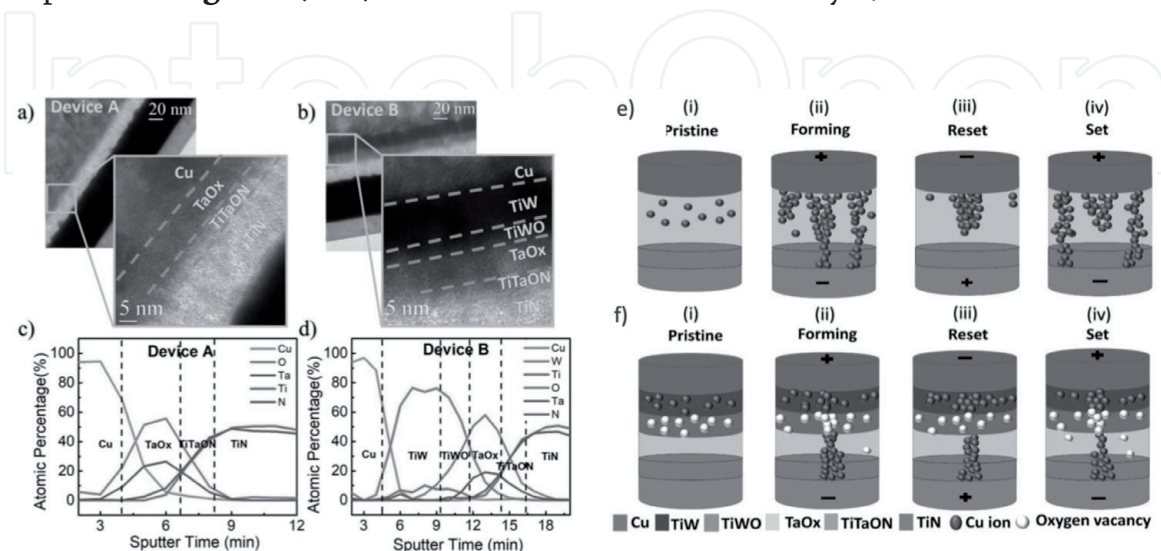 IntechOpen
a)
Device A
20 nm
Cu
TaOx
TiTaON
TiN
5 nm
b)
Device B
20 nm
Cu
TiW
TiWO
TaOx
TiTaON
TiN
5 nm
c)
Device A
Atomic Percentage(%)
100
80
60
40
20
0
Cu
TaOx
TiTaON
TiN
Cu
O
Ta
Ti
N
3 6 9 12
Sputter Time (min)
d)
Device B
Atomic Percentage(%)
100
80
60
40
20
0
Cu
TiW
TiWO
TaOx
TiTaON
TiN
Cu
W
Ti
O
Ta
N
3 6 9 12 15 18
Sputter Time (min)
e)
(i) (ii) (iii) (iv)
Pristine Forming Reset Set
+ − +
− + −
f)
(i) (ii) (iii) (iv)
Pristine Forming Reset Set
+ − +
− + −
Cu TiW TiWO TaOx TiTaON TiN Cu ion Oxygen vacancy